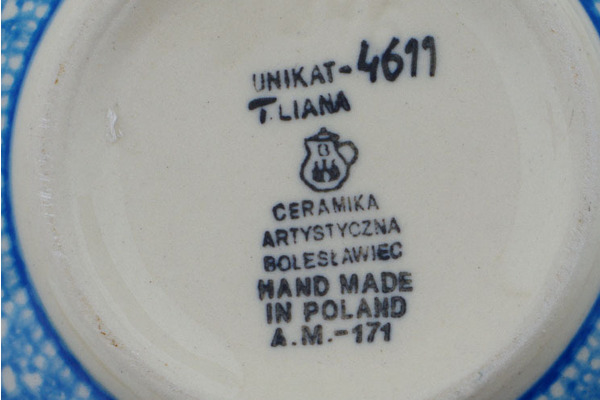 UNIKAT-4611
T. LIANA
B
CERAMIKA
ARTYSTYCZNA
BOLESŁAWIEC
HAND MADE
IN POLAND
A.M.-171